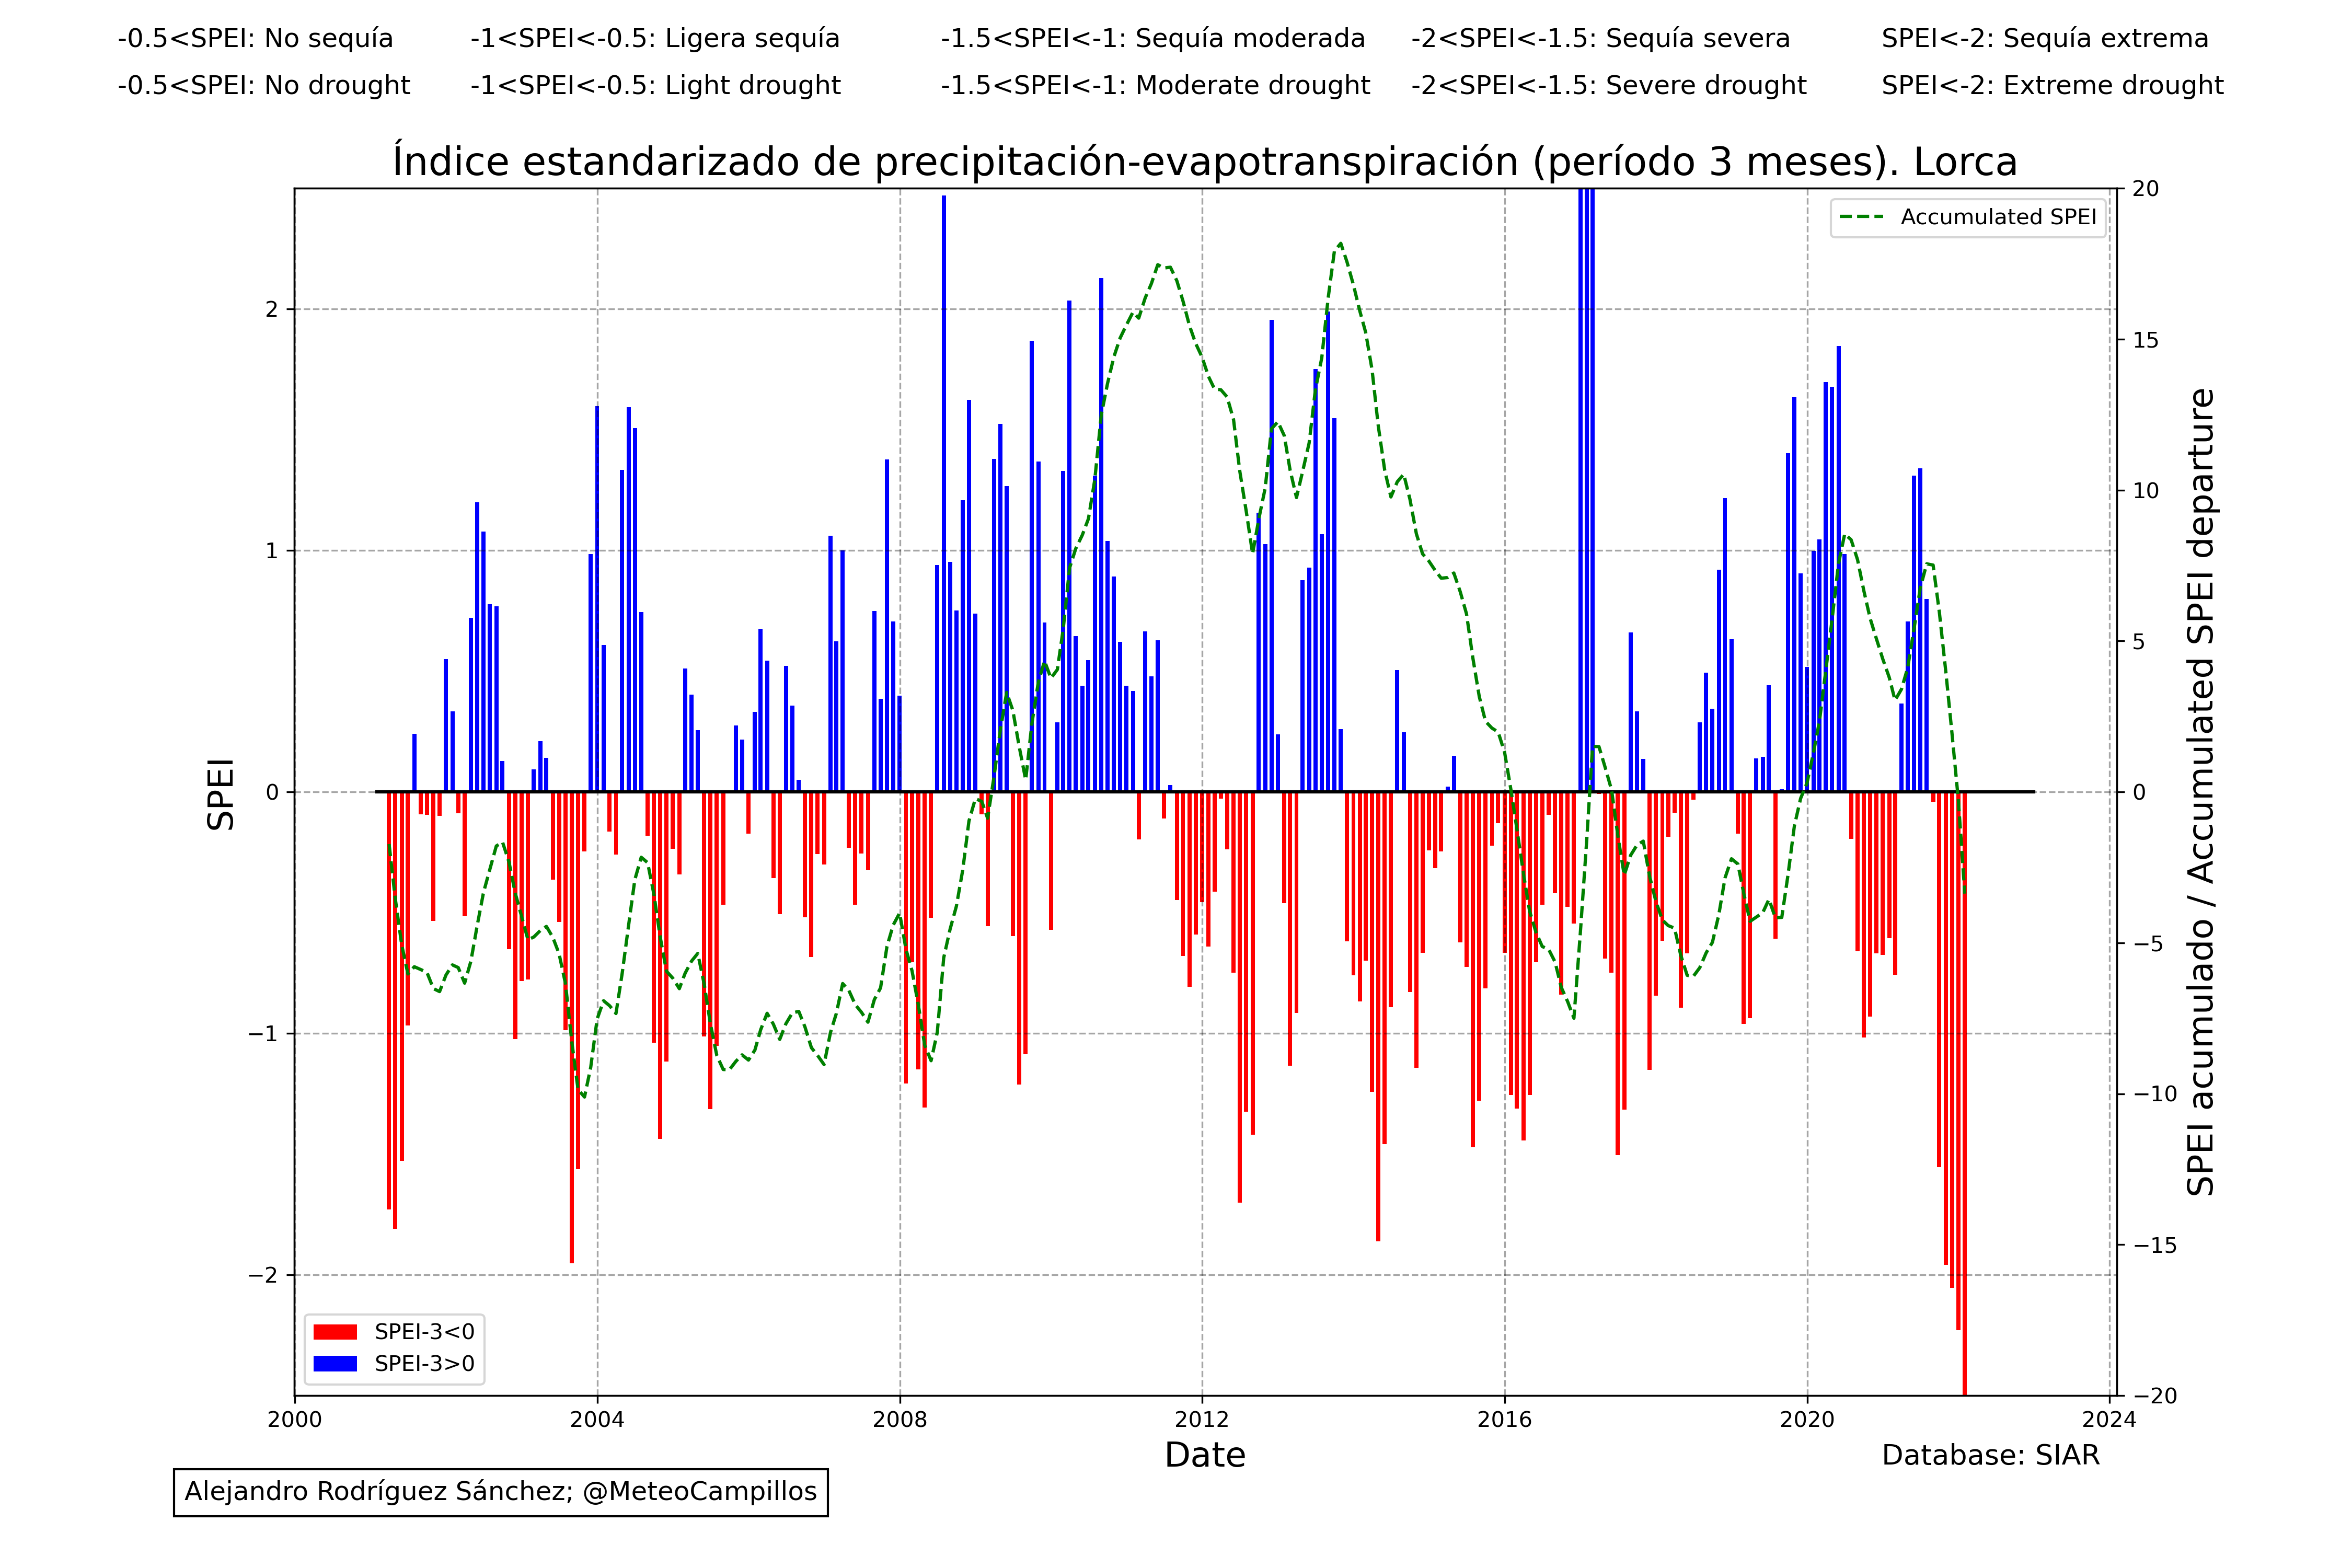 -0.5<SPEI: No sequía -1<SPEI<-0.5: Ligera sequía -1.5<SPEI<-1: Sequía moderada -2<SPEI<-1.5: Sequía severa SPEI<-2: Sequía extrema
-0.5<SPEI: No drought -1<SPEI<-0.5: Light drought -1.5<SPEI<-1: Moderate drought -2<SPEI<-1.5: Severe drought SPEI<-2: Extreme drought
Índice estandarizado de precipitación-evapotranspiración (período 3 meses). Lorca
Accumulated SPEI
SPEI
2
1
0
−1
−2
20
15
10
5
0
−5
−10
−15
−20
SPEI acumulado / Accumulated SPEI departure
SPEI-3<0
SPEI-3>0
2000 2004 2008 2012 2016 2020 2024
Date
Database: SIAR
Alejandro Rodríguez Sánchez; @MeteoCampillos